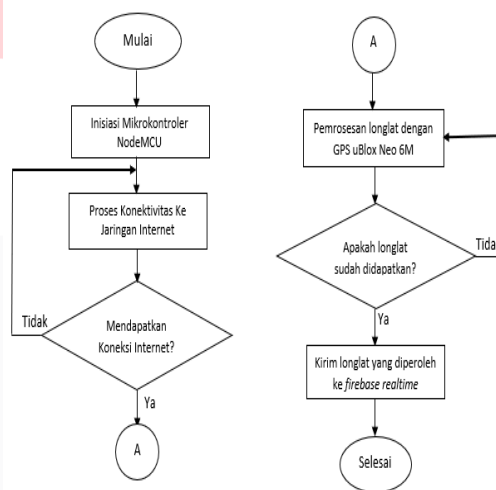 Mulai
Inisiasi Mikrokontroler
NodeMCU
Proses Konektivitas Ke
Jaringan Internet
Tidak
Mendapatkan
Koneksi Internet?
Ya
A
A
Pemrosesan longlat dengan
GPS uBlox Neo 6M
Apakah longlat
sudah didapatkan?
Tida
Ya
Kirim longlat yang diperoleh
ke firebase realtime
Selesai